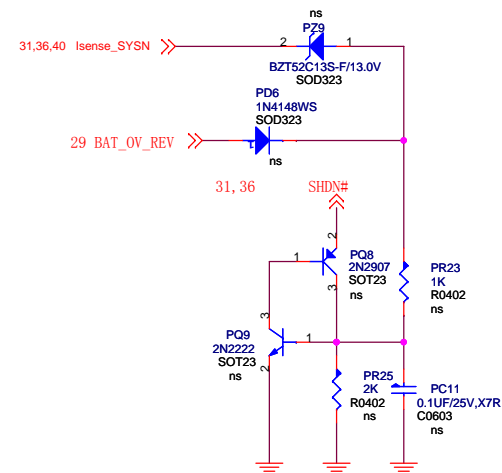 ns
PZ9
31,36,40 Isense_SYSN
2
1
BZT52C13S-F/13.0V
SOD323
PD6
1N4148WS
SOD323
29 BAT_OV_REV
1
ns
31,36
SHDN#
2
1
PQ8
2N2907
SOT23
ns
3
PR23
1K
R0402
ns
3
PQ9
2N2222
SOT23
ns
1
2
PR25
2K
R0402
ns
PC11
0.1UF/25V,X7R
C0603
ns